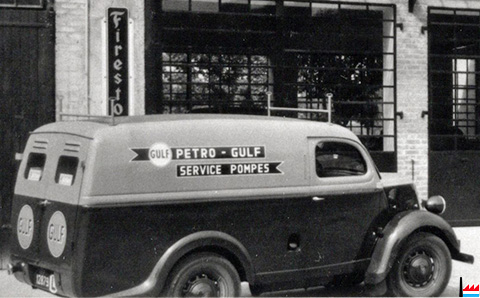 Firesto
GULF PETRO - GULF
SERVICE POMPES
GULF GULF
L